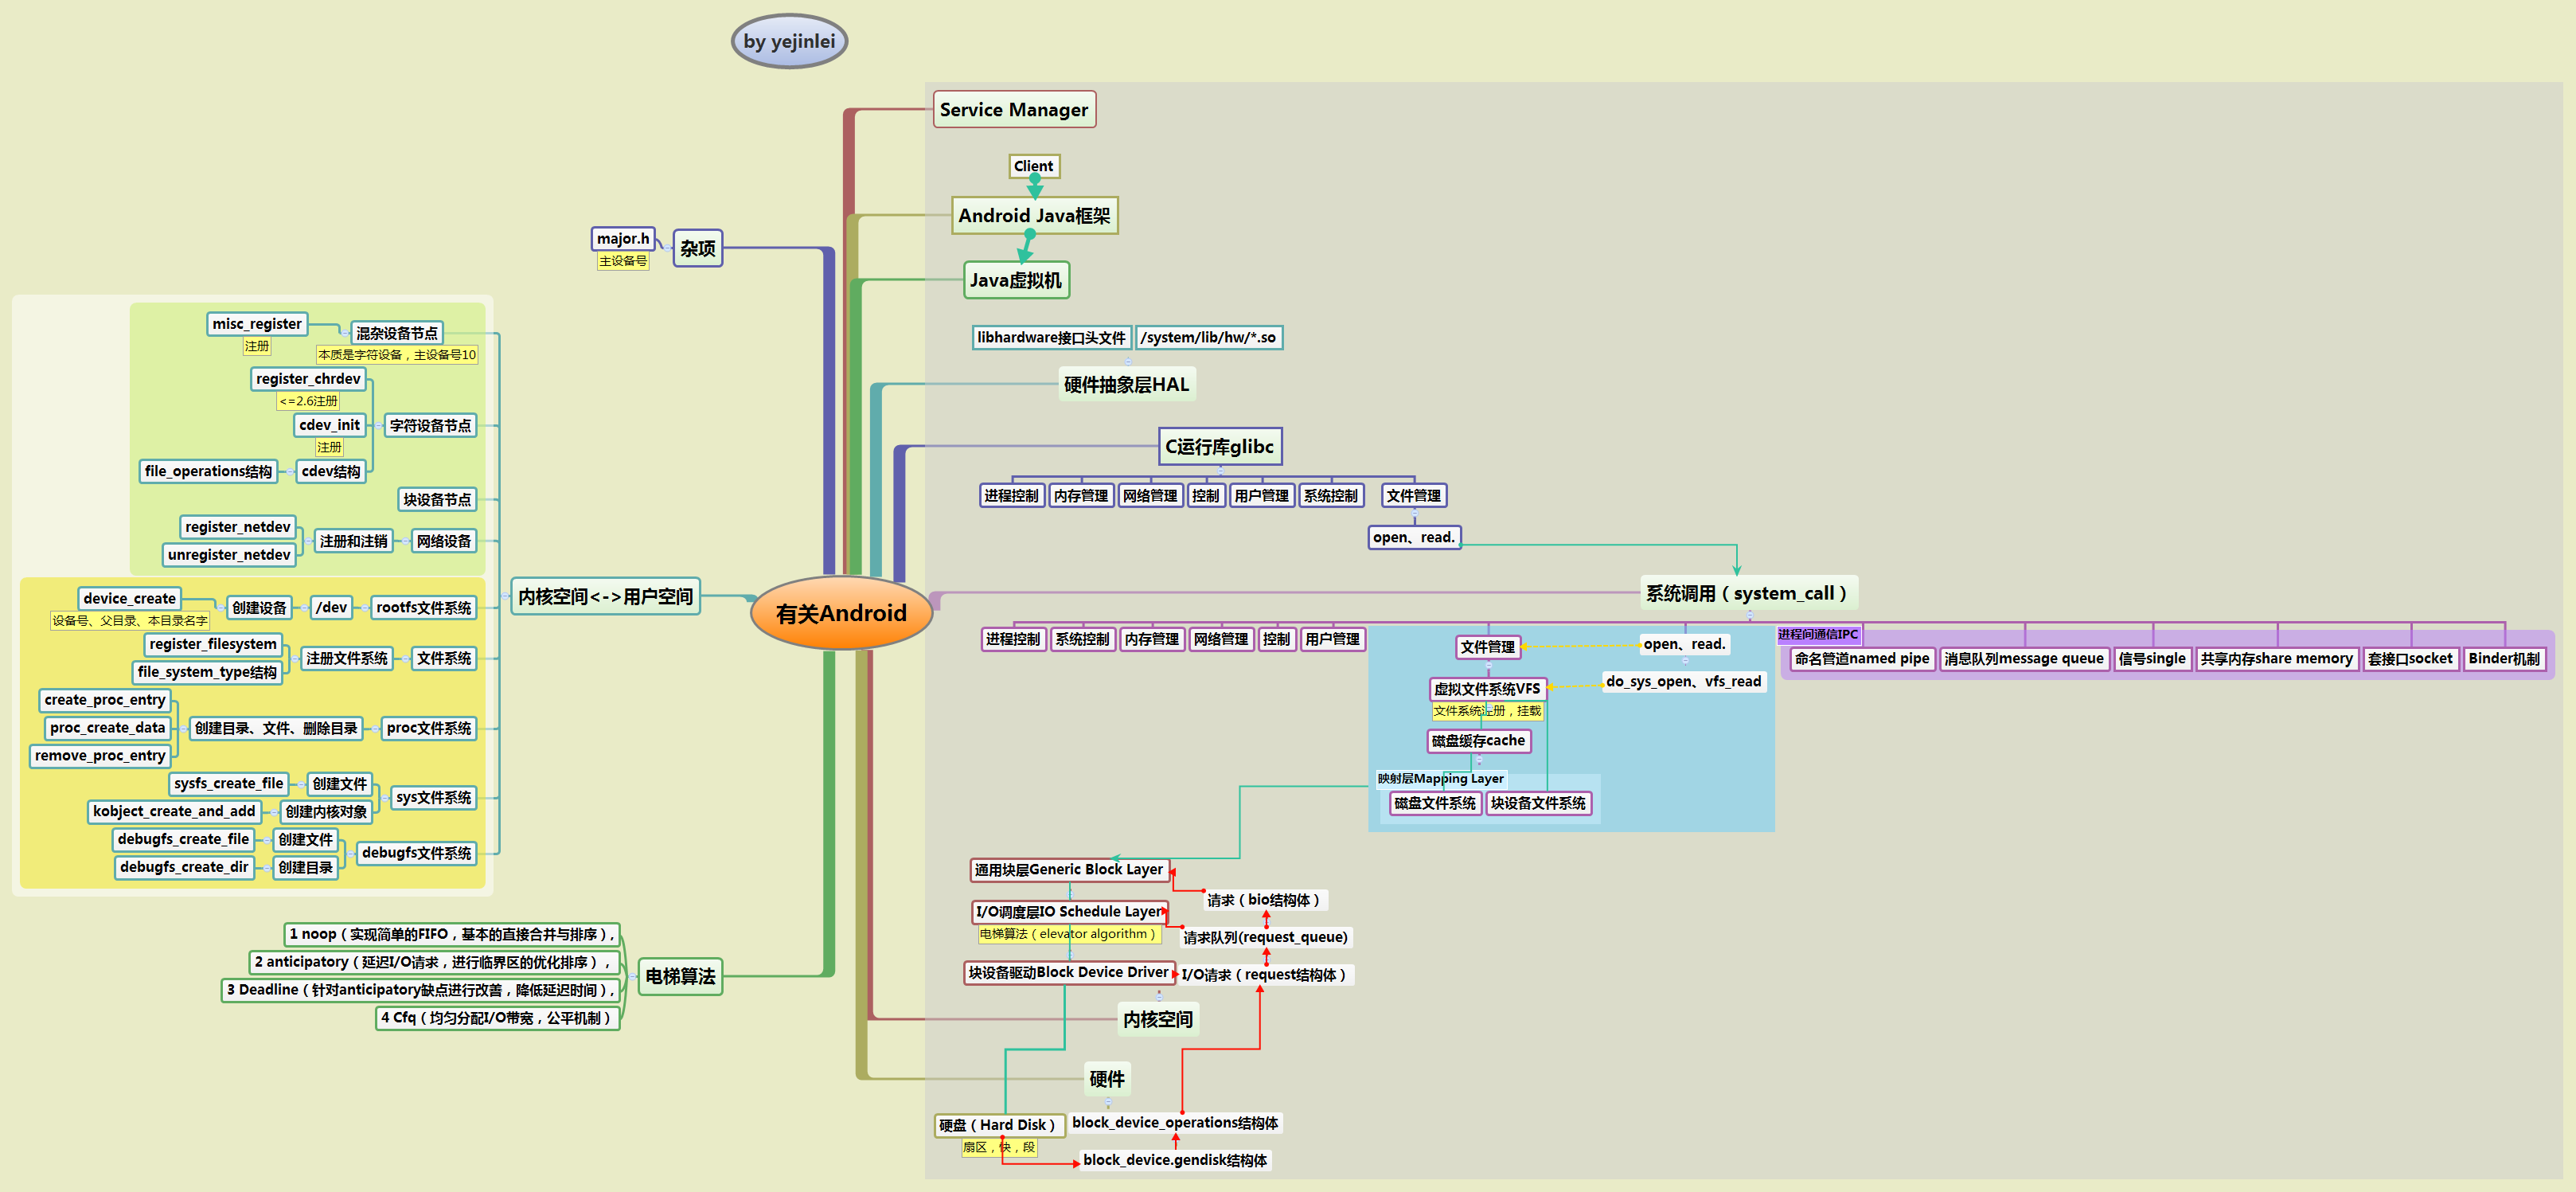 by yejinlei
Service Manager
Client
Android Java框架
Java虚拟机
libhardware接口头文件
/system/lib/hw/*.so
硬件抽象层HAL
C运行库glibc
进程控制
内存管理
网络管理
控制
用户管理
系统控制
文件管理
open、read.
系统调用（system_call）
进程控制
系统控制
内存管理
网络管理
控制
用户管理
文件管理
open、read.
虚拟文件系统VFS
do_sys_open、vfs_read
文件系统注册，挂载
磁盘缓存cache
映射层Mapping Layer
磁盘文件系统
块设备文件系统
进程间通信IPC
命名管道named pipe
消息队列message queue
信号single
共享内存share memory
套接口socket
Binder机制
通用块层Generic Block Layer
请求（bio结构体）
I/O调度层IO Schedule Layer
电梯算法（elevator algorithm）
请求队列(request_queue)
块设备驱动Block Device Driver
I/O请求（request结构体）
内核空间
硬件
硬盘（Hard Disk）
扇区，快，段
block_device_operations结构体
block_device.gendisk结构体
有关Android
杂项
major.h
主设备号
内核空间<->用户空间
混杂设备节点
本质是字符设备，主设备号10
misc_register
注册
字符设备节点
register_chrdev
<=2.6注册
cdev_init
注册
cdev结构
file_operations结构
块设备节点
网络设备
注册和注销
register_netdev
unregister_netdev
rootfs文件系统
/dev
创建设备
device_create
设备号、父目录、本目录名字
文件系统
注册文件系统
register_filesystem
file_system_type结构
proc文件系统
创建目录、文件、删除目录
create_proc_entry
proc_create_data
remove_proc_entry
sys文件系统
创建文件
sysfs_create_file
创建内核对象
kobject_create_and_add
debugfs文件系统
创建文件
debugfs_create_file
创建目录
debugfs_create_dir
电梯算法
1 noop（实现简单的FIFO，基本的直接合并与排序），
2 anticipatory（延迟I/O请求，进行临界区的优化排序），
3 Deadline（针对anticipatory缺点进行改善，降低延迟时间），
4 Cfq（均匀分配I/O带宽，公平机制）